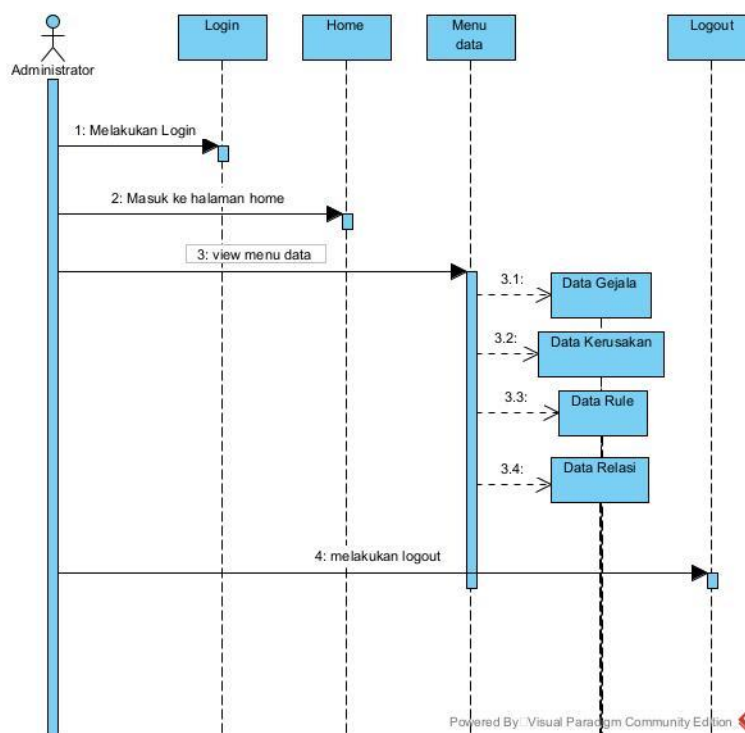 Login
Home
Menu
data
Logout
Administrator
1: Melakukan Login
2: Masuk ke halaman home
3: view menu data
3.1:
Data Gejala
3.2:
Data Kerusakan
3.3:
Data Rule
3.4:
Data Relasi
4: melakukan logout
Powered By Visual Paradigm Community Edition